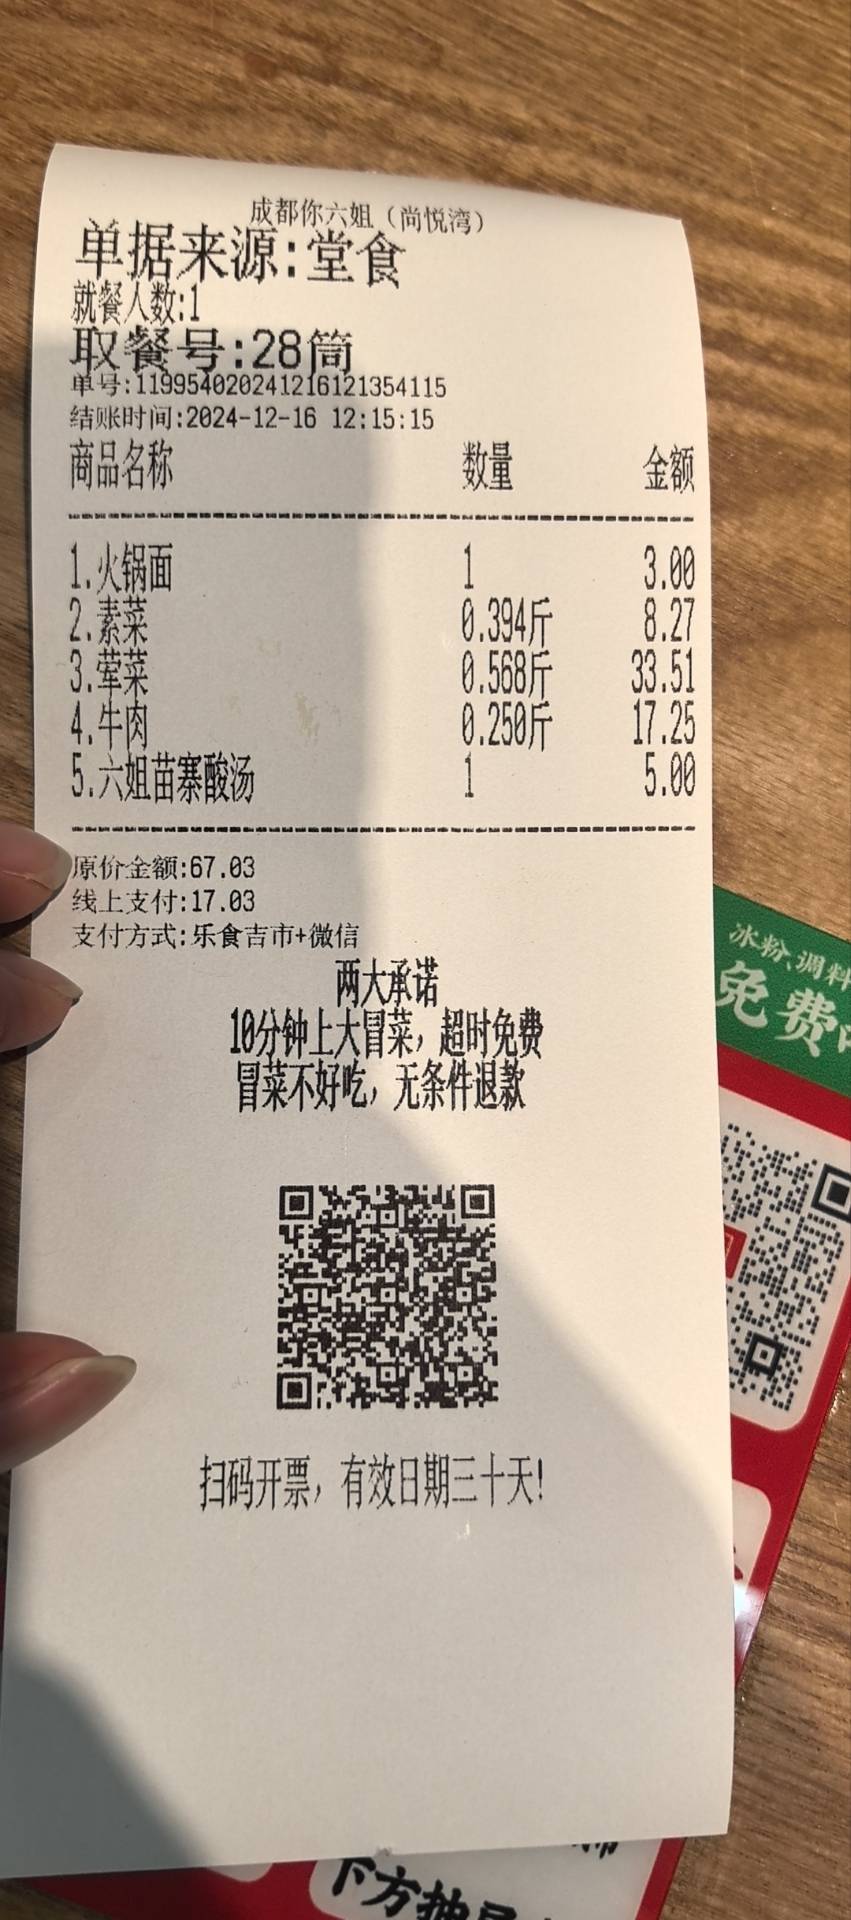 成都你六姐（尚悦湾）
单据来源:堂食
就餐人数:1
取餐号:28筒
单号:119954020241216121354115
结账时间:2024-12-16 12:15:15
商品名称 数量 金额
1.火锅面 1 3.00
2.素菜 0.394斤 8.27
3.荤菜 0.568斤 33.51
4.牛肉 0.250斤 17.25
5.六姐苗寨酸汤 1 5.00
原价金额:67.03
线上支付:17.03
支付方式:乐食吉市+微信
两大承诺
10分钟上大冒菜，超时免费
冒菜不好吃，无条件退款
扫码开票，有效日期三十天!
冰粉、调料
免费
下方抽